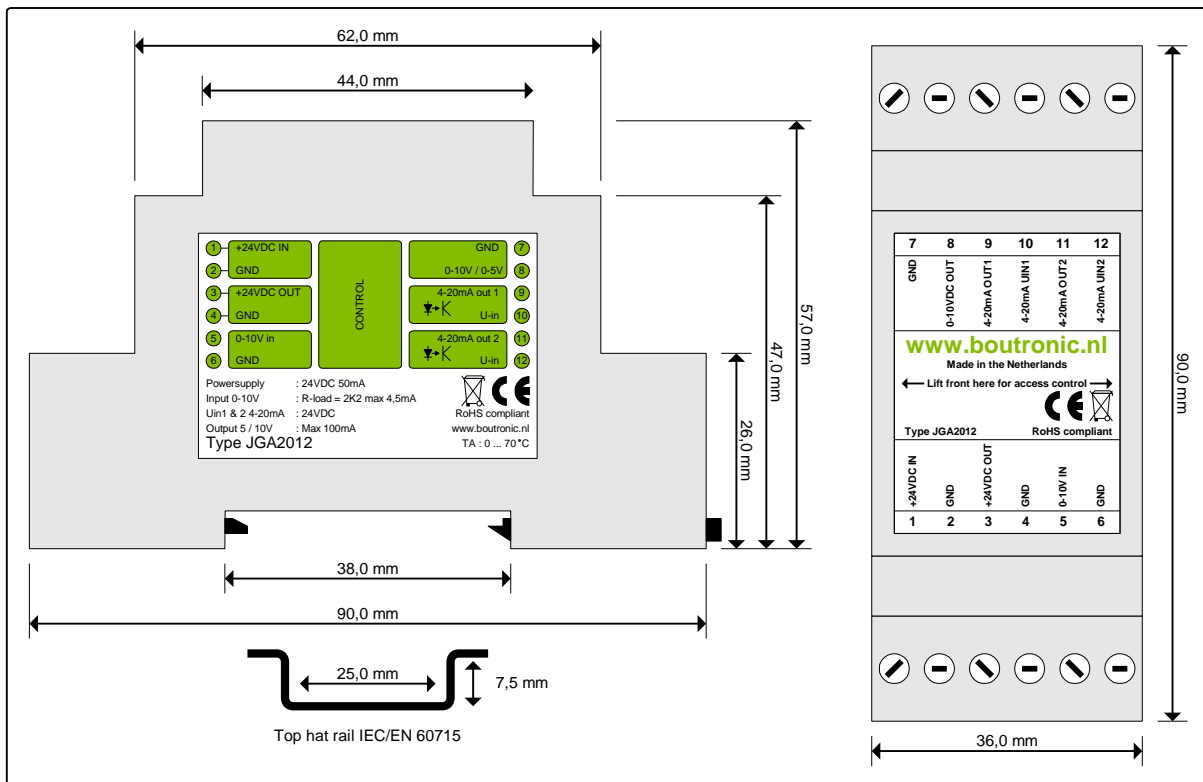 62,0 mm
44,0 mm
57,0 mm
47,0 mm
26,0 mm
1 +24VDC IN
2 GND
3 +24VDC OUT
4 GND
5 0-10V in
6 GND
CONTROL
GND 7
0-10V / 0-5V 8
4-20mA out 1 9
U-in 10
4-20mA out 2 11
U-in 12
Powersupply : 24VDC 50mA
Input 0-10V : R-load = 2K2 max 4,5mA
Uin1 & 2 4-20mA : 24VDC
Output 5 / 10V : Max 100mA
Type JGA2012
CE
RoHS compliant
www.boutronic.nl
TA : 0 ... 70°C
38,0 mm
90,0 mm
25,0 mm
7,5 mm
Top hat rail IEC/EN 60715
7 8 9 10 11 12
GND
0-10VDC OUT
4-20mA OUT1
4-20mA UIN1
4-20mA OUT2
4-20mA UIN2
www.boutronic.nl
Made in the Netherlands
Lift front here for access control
CE
Type JGA2012 RoHS compliant
+24VDC IN
GND
+24VDC OUT
GND
0-10V IN
GND
1 2 3 4 5 6
90,0 mm
36,0 mm